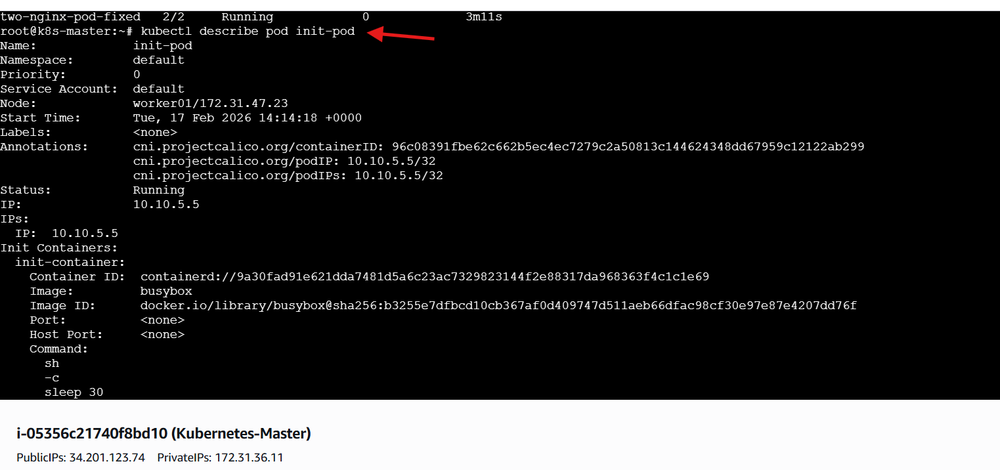 two-nginx-pod-fixed   2/2     Running            0             3m11s
root@k8s-master:~# kubectl describe pod init-pod
Name:             init-pod
Namespace:        default
Priority:         0
Service Account:  default
Node:             worker01/172.31.47.23
Start Time:       Tue, 17 Feb 2026 14:14:18 +0000
Labels:           <none>
Annotations:      cni.projectcalico.org/containerID: 96c08391fbe62c662b5ec4ec7279c2a50813c144624348dd67959c12122ab299
                  cni.projectcalico.org/podIP: 10.10.5.5/32
                  cni.projectcalico.org/podIPs: 10.10.5.5/32
Status:           Running
IP:               10.10.5.5
IPs:
  IP:  10.10.5.5
Init Containers:
  init-container:
    Container ID:  containerd://9a30fad91e621dda7481d5a6c23ac7329823144f2e88317da968363f4c1c1e69
    Image:         busybox
    Image ID:      docker.io/library/busybox@sha256:b3255e7dfbcd10cb367af0d409747d511aeb66dfac98cf30e97e87e4207dd76f
    Port:          <none>
    Host Port:     <none>
    Command:
      sh
      -c
      sleep 30
i-05356c21740f8bd10 (Kubernetes-Master)
PublicIPs: 34.201.123.74    PrivateIPs: 172.31.36.11